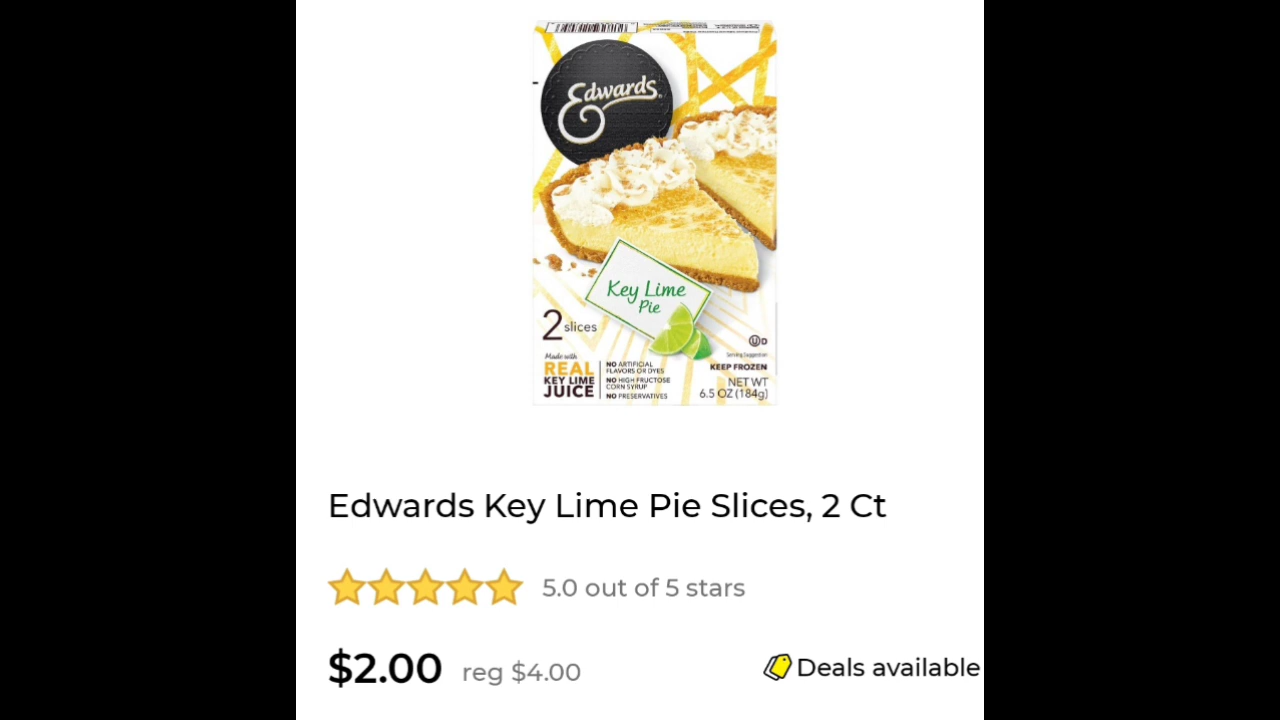 Edwards
Key Lime
Pie
2 slices
Made with
REAL
KEY LIME
JUICE
NO ARTIFICIAL
FLAVORS OR DYES
NO HIGH FRUCTOSE
CORN SYRUP
NO PRESERVATIVES
U D
Serving Suggestion
KEEP FROZEN
NET WT
6.5 OZ (184g)
Edwards Key Lime Pie Slices, 2 Ct
5.0 out of 5 stars
$2.00 reg $4.00
Deals available